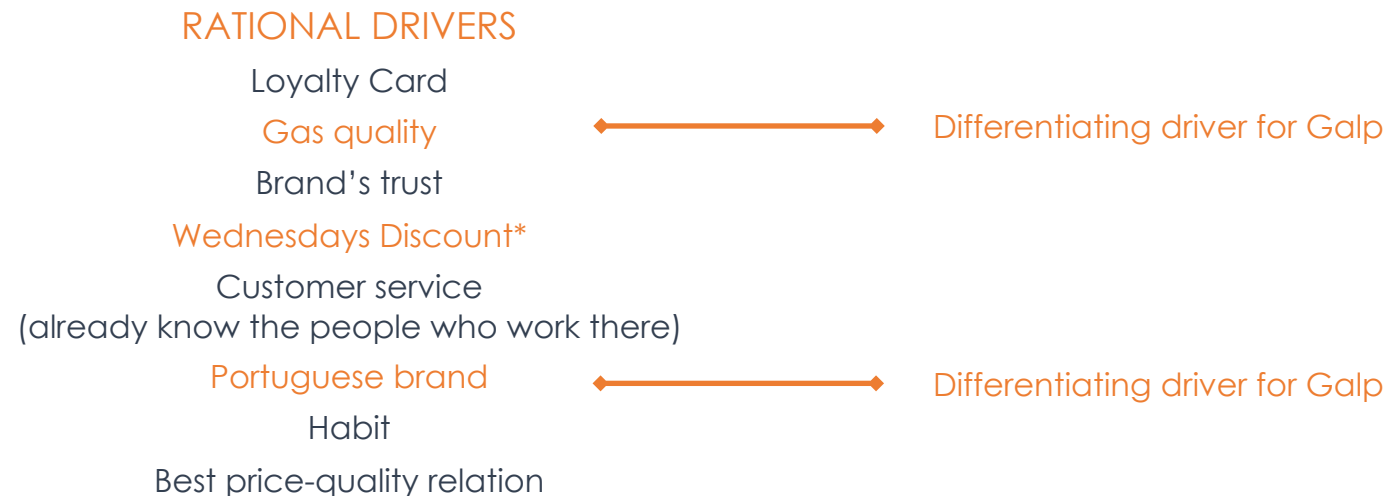 RATIONAL DRIVERS
Loyalty Card
Gas quality
Differentiating driver for Galp
Brand’s trust
Wednesdays Discount*
Customer service
(already know the people who work there)
Portuguese brand
Differentiating driver for Galp
Habit
Best price-quality relation